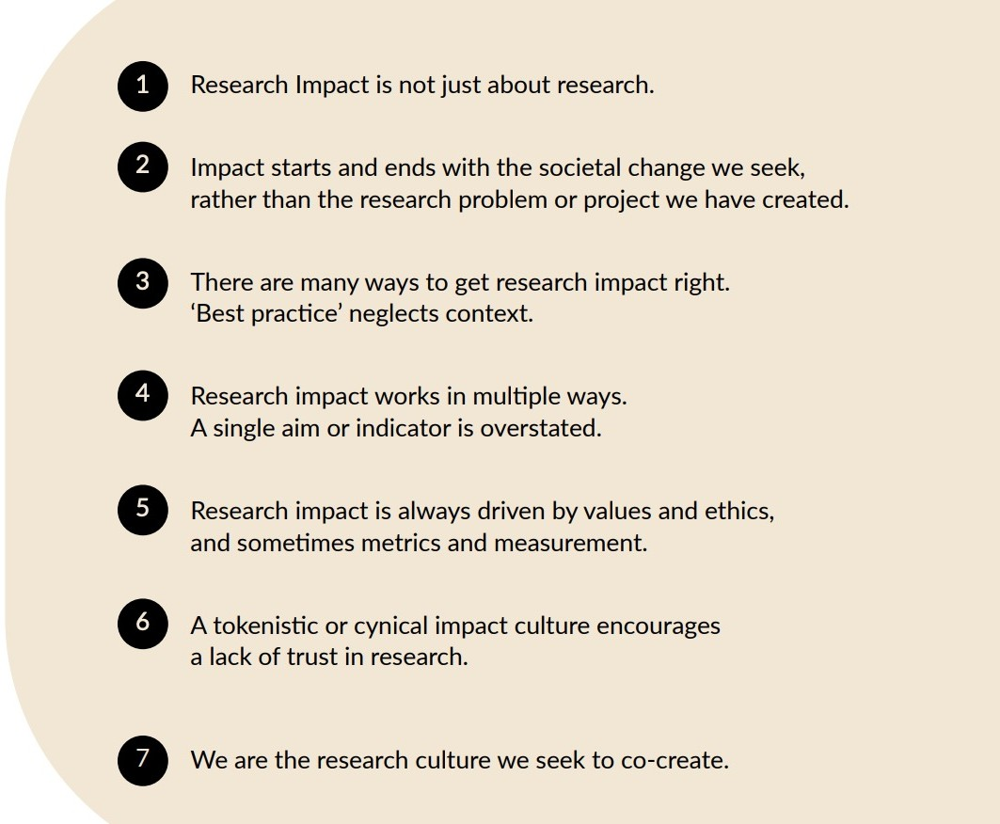 1 Research Impact is not just about research.
2 Impact starts and ends with the societal change we seek,
rather than the research problem or project we have created.
3 There are many ways to get research impact right.
‘Best practice’ neglects context.
4 Research impact works in multiple ways.
A single aim or indicator is overstated.
5 Research impact is always driven by values and ethics,
and sometimes metrics and measurement.
6 A tokenistic or cynical impact culture encourages
a lack of trust in research.
7 We are the research culture we seek to co-create.